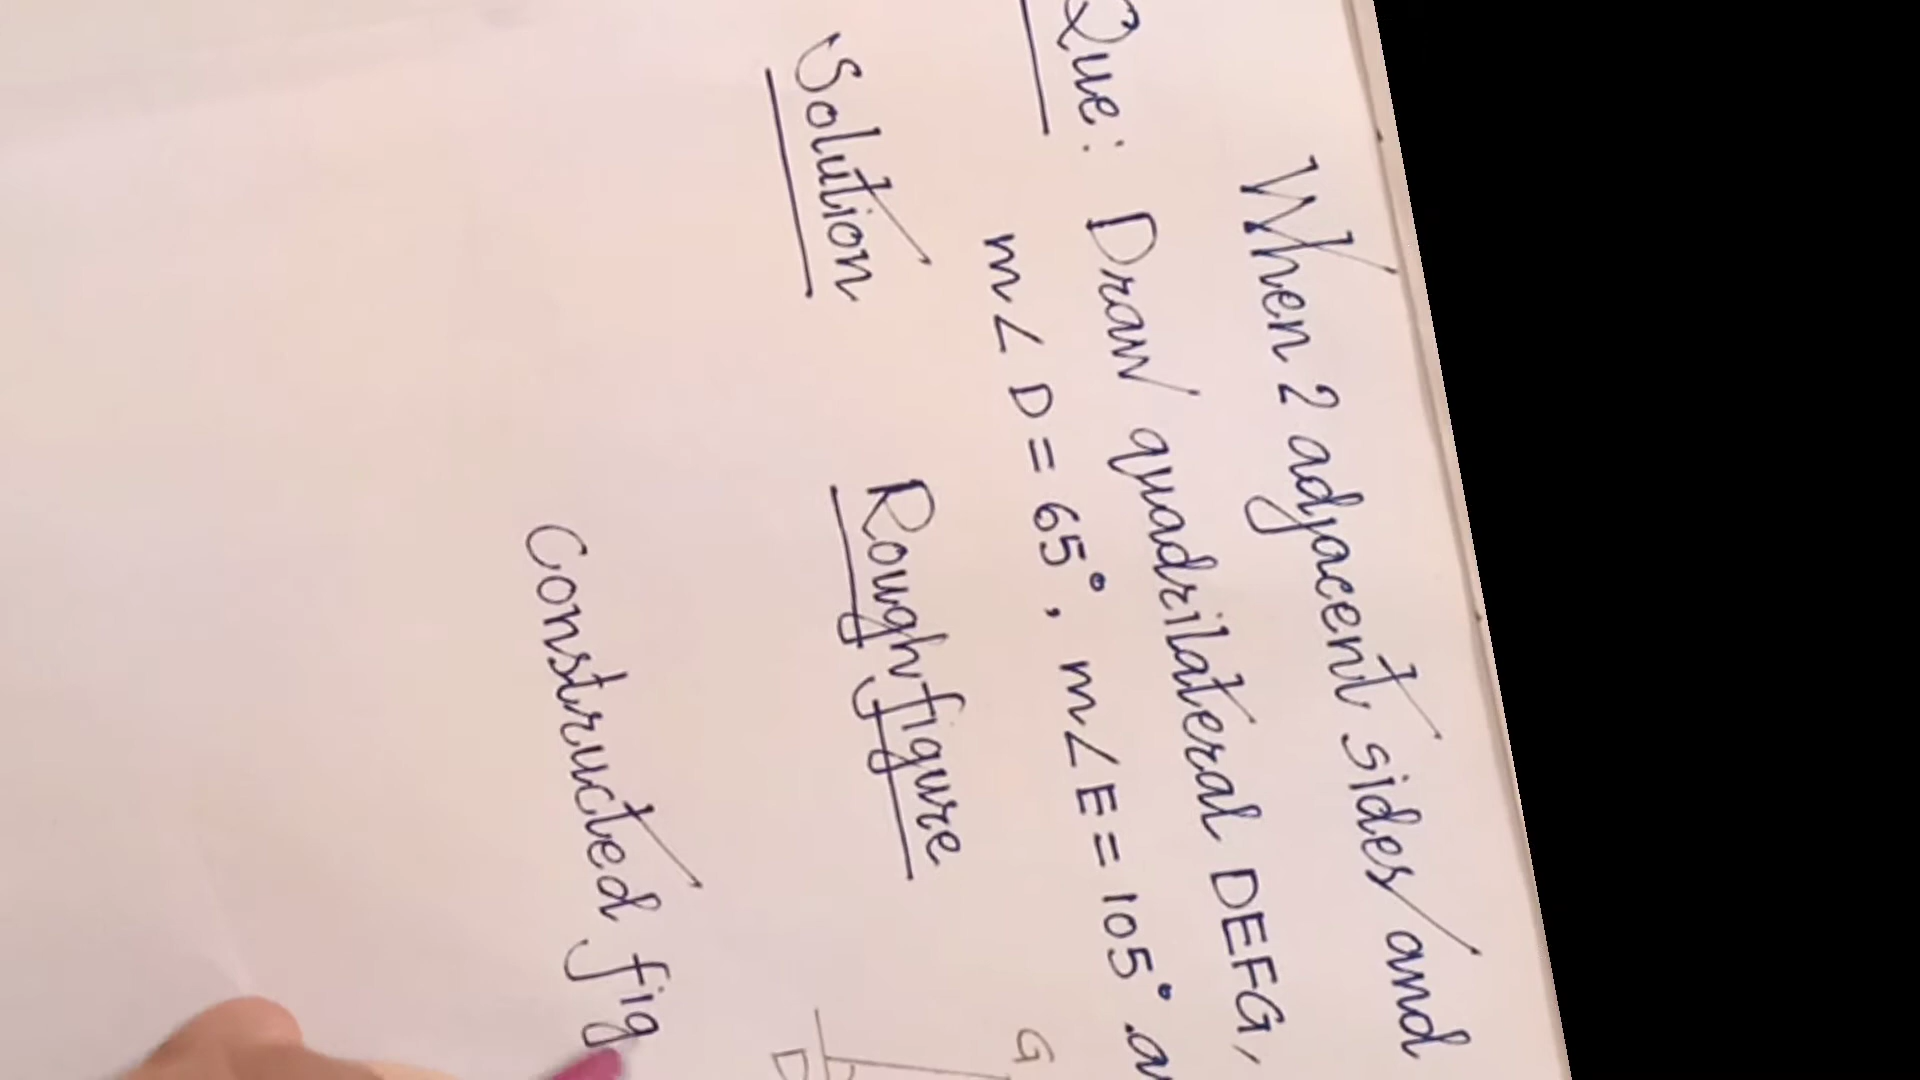 When 2 adjacent sides and
Que: Draw quadrilateral DEFG,
m∠D = 65°, m∠E = 105°
Solution
Rough figure
G
D
Constructed fig